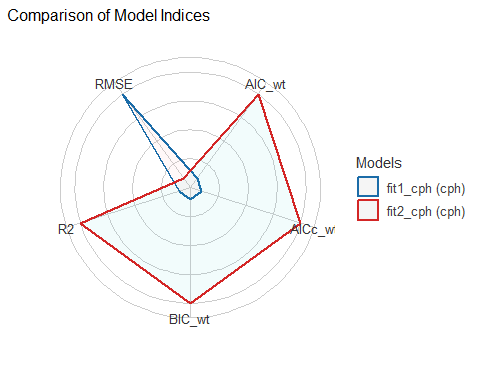 Comparison of Model Indices
RMSE
AIC_wt
Models
fit1_cph (cph)
fit2_cph (cph)
R2
AICc_w
BIC_wt